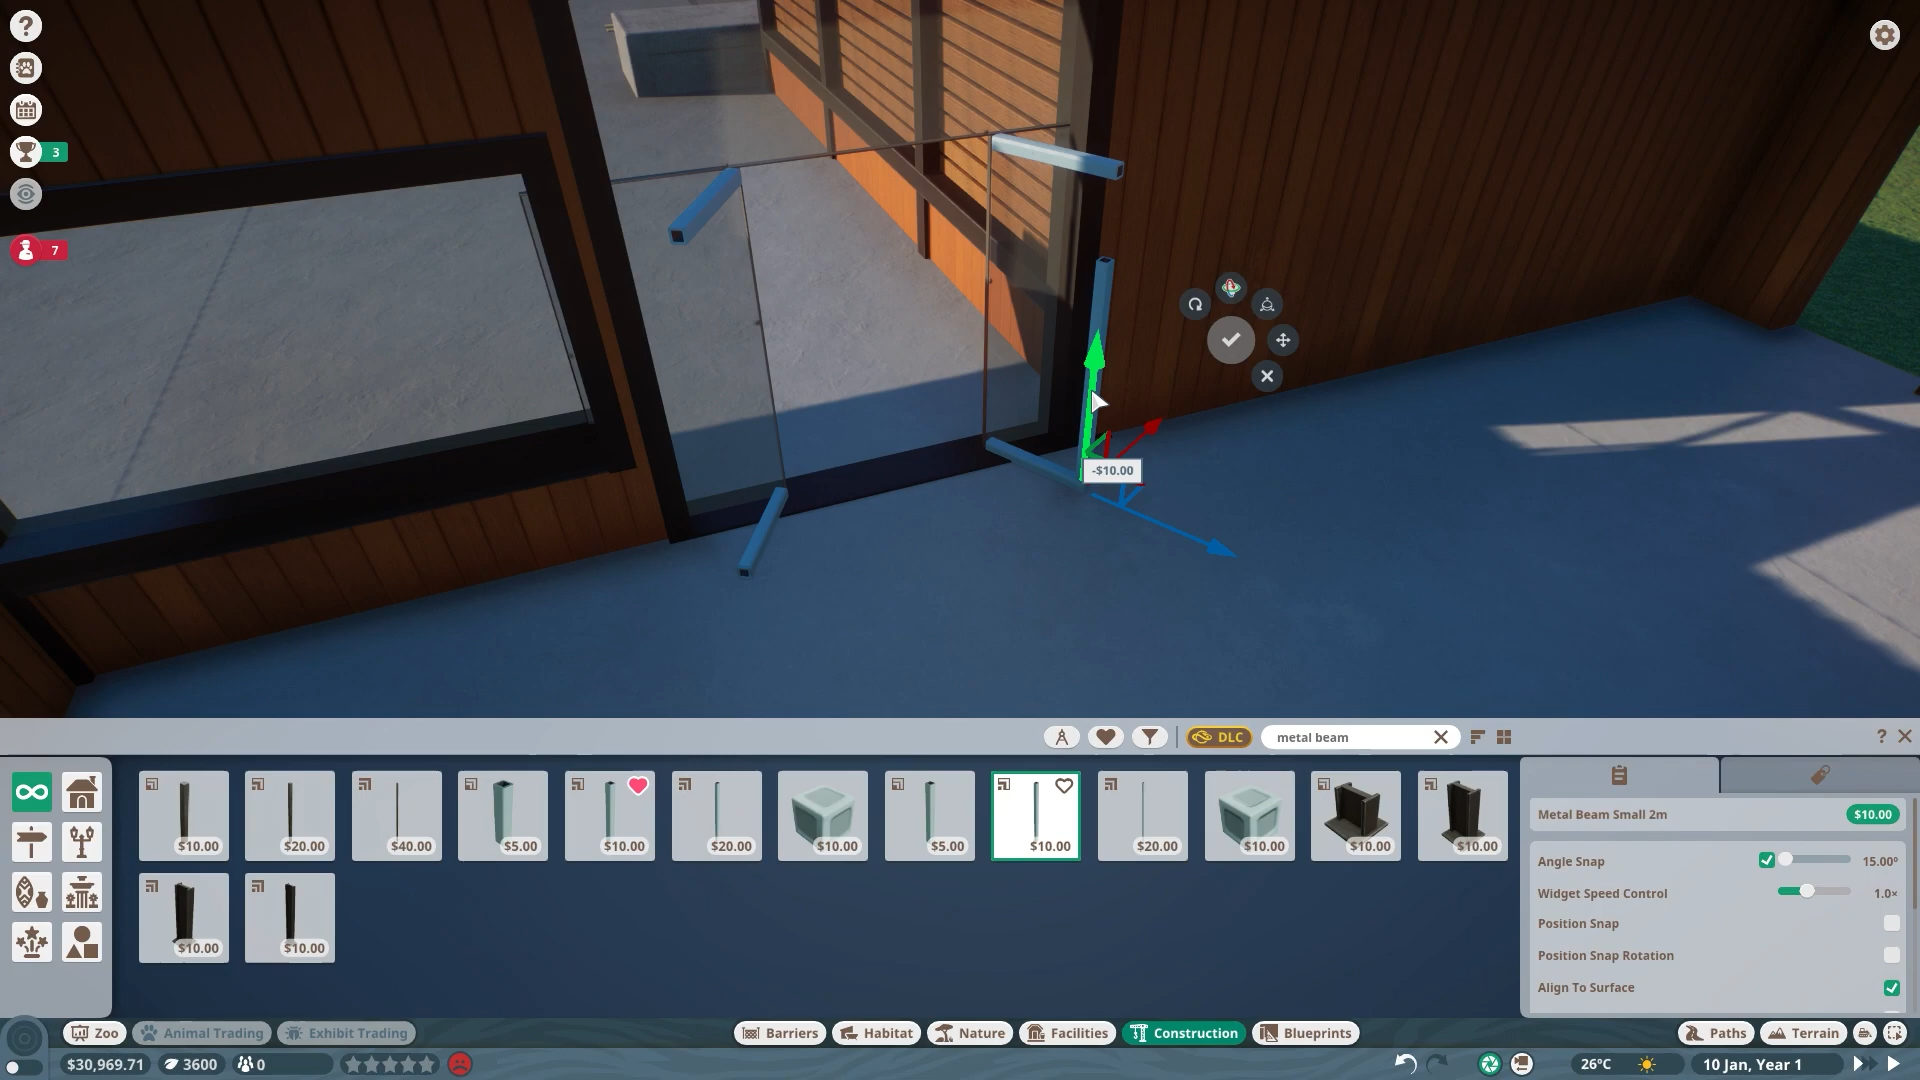 ?
3
7
-$10.00
DLC
metal beam
?
$10.00
$20.00
$40.00
$5.00
$10.00
$20.00
$10.00
$5.00
$10.00
$20.00
$10.00
$10.00
$10.00
$10.00
$10.00
Metal Beam Small 2m
$10.00
Angle Snap
15.00°
Widget Speed Control
1.0×
Position Snap
Position Snap Rotation
Align To Surface
Zoo
Animal Trading
Exhibit Trading
Barriers
Habitat
Nature
Facilities
Construction
Blueprints
Paths
Terrain
$30,969.71
3600
0
26°C
10 Jan, Year 1